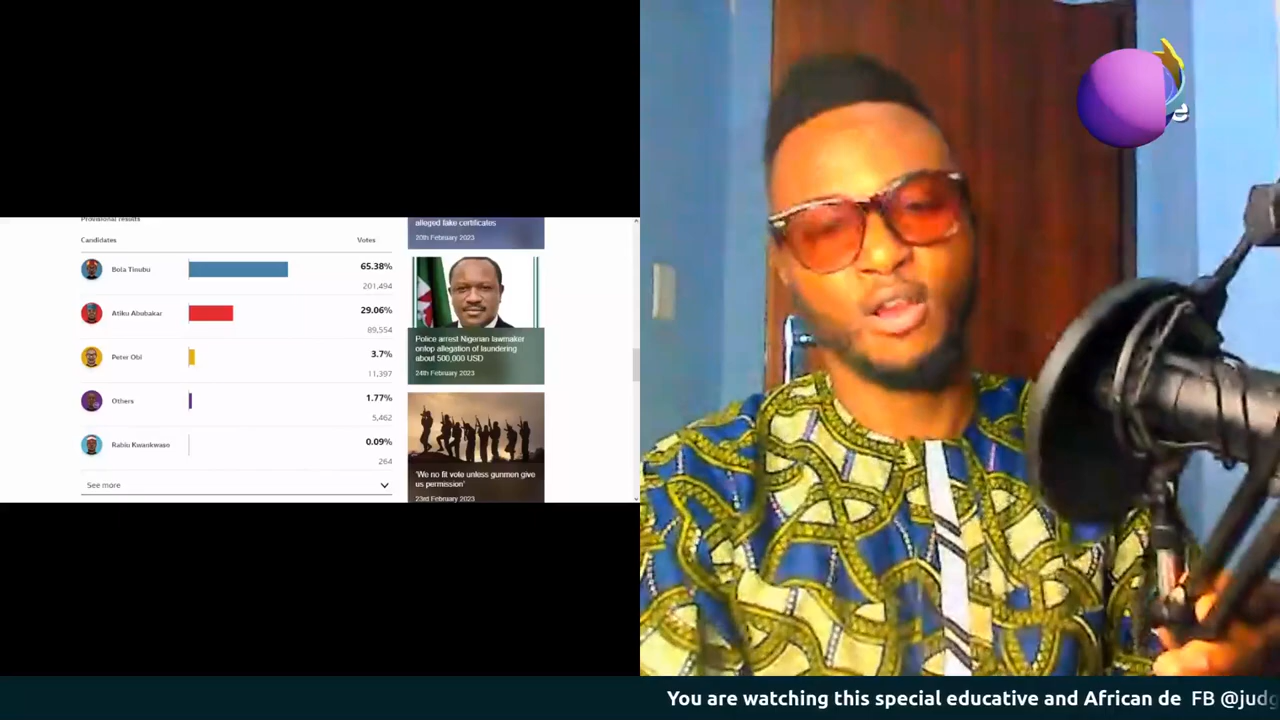 Provisional results
Candidates Votes
Bola Tinubu 65.38%
201,494
Atiku Abubakar 29.06%
89,554
Peter Obi 3.7%
11,397
Others 1.77%
5,462
Rabiu Kwankwaso 0.09%
264
See more
alleged fake certificates
20th February 2023
Police arrest Nigerian lawmaker
ontop allegation of laundering
about 500,000 USD
24th February 2023
'We no fit vote unless gunmen give
us permission'
23rd February 2023
e
You are watching this special educative and African de FB @judg